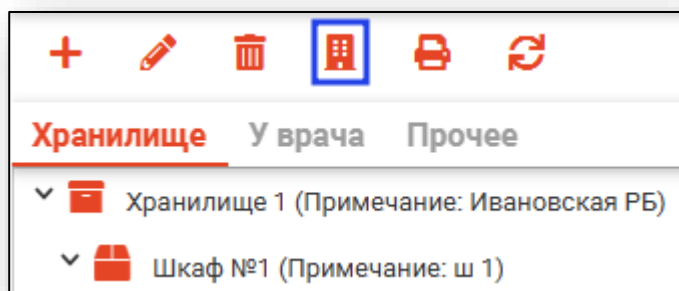 Хранилище У врача Прочее
Хранилище 1 (Примечание: Ивановская РБ)
Шкаф №1 (Примечание: ш 1)